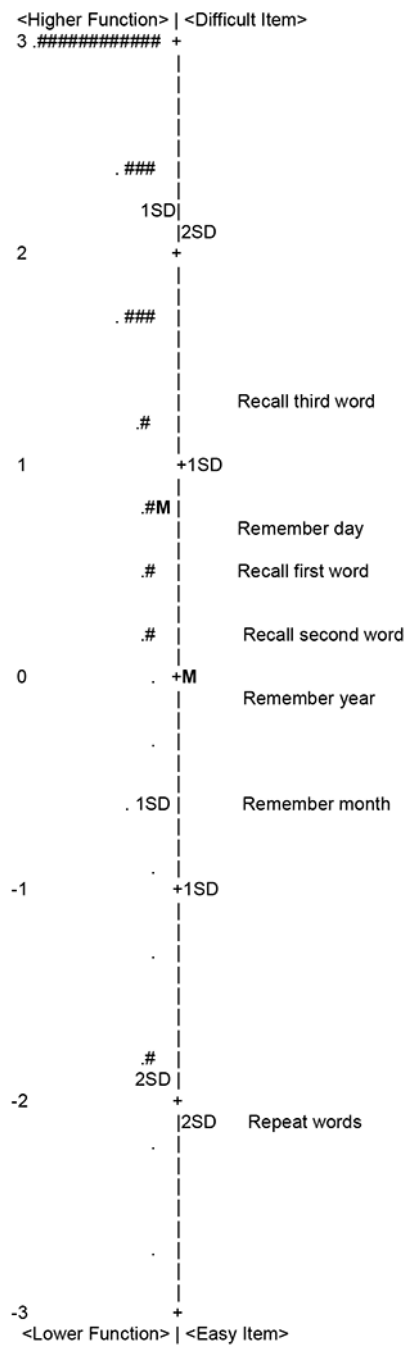 <Higher Function> | <Difficult Item>
3 .############ +
|
|
|
|
|
. ### |
|
1SD|
|2SD
2 +
|
|
. ### |
|
|
|
| Recall third word
.# |
|
1 +1SD
|
.#M |
| Remember day
|
.# | Recall first word
|
|
.# | Recall second word
|
0 . +M
| Remember year
|
. |
|
|
. 1SD | Remember month
|
|
. |
-1 +1SD
|
|
. |
|
|
|
|
.# |
2SD |
-2 +
|2SD Repeat words
. |
|
|
|
|
. |
|
|
-3 +
<Lower Function> | <Easy Item>